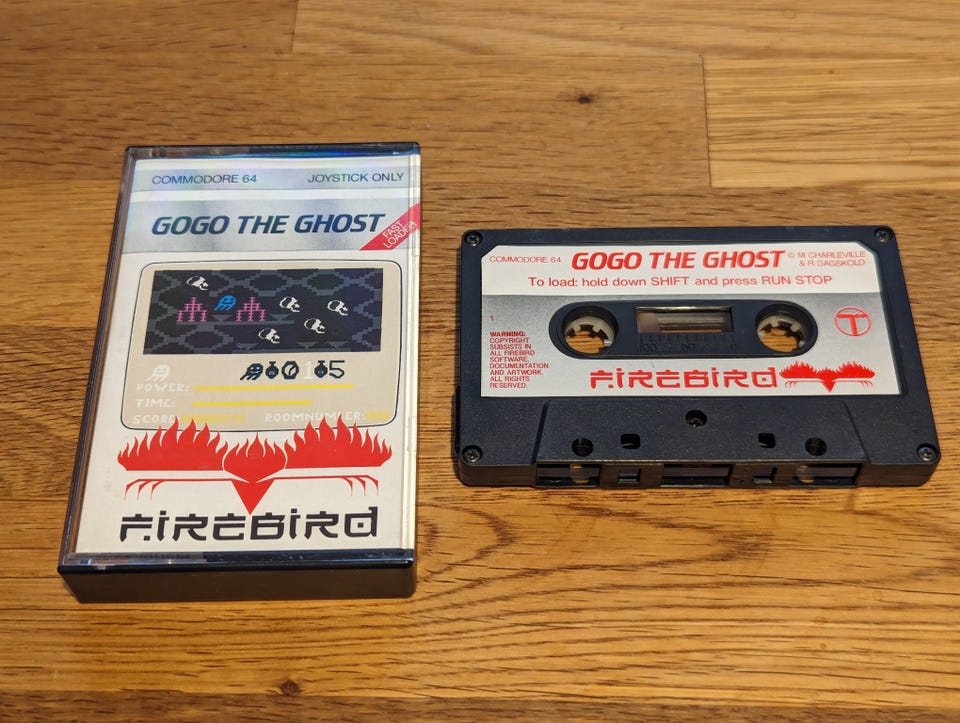 COMMODORE 64 JOYSTICK ONLY
GOGO THE GHOST
FAST
LOADER
POWER:
TIME:
SCORE: ROOMNUMBER:
FIREBIRD
COMMODORE 64 GOGO THE GHOST © M CHARLEVILLE
& R DAGSKOLD
To load: hold down SHIFT and press RUN STOP
1
WARNING:
COPYRIGHT
SUBSISTS IN
ALL FIREBIRD
SOFTWARE,
DOCUMENTATION
AND ARTWORK.
ALL RIGHTS
RESERVED.
FIREBIRD